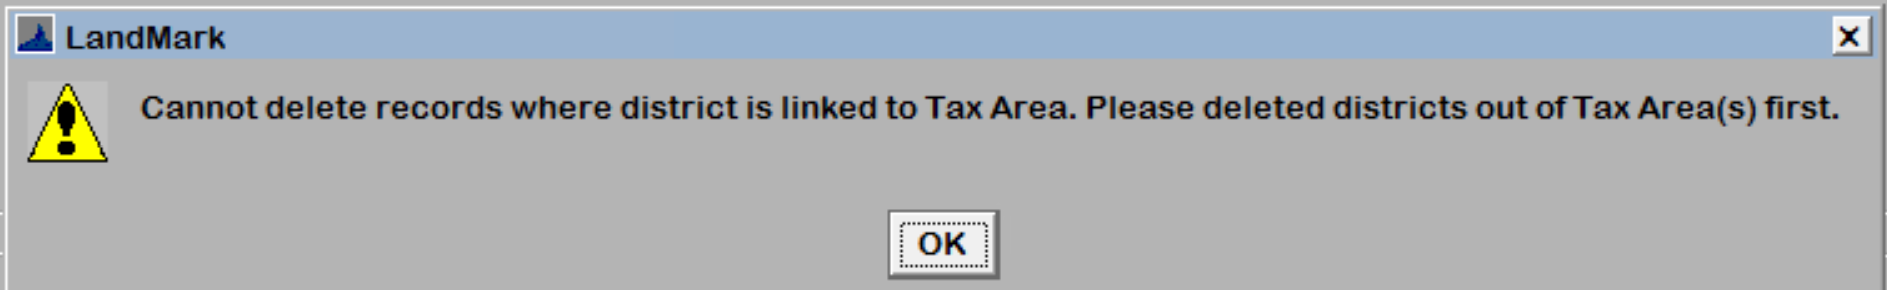 LandMark
Cannot delete records where district is linked to Tax Area. Please deleted districts out of Tax Area(s) first.
OK